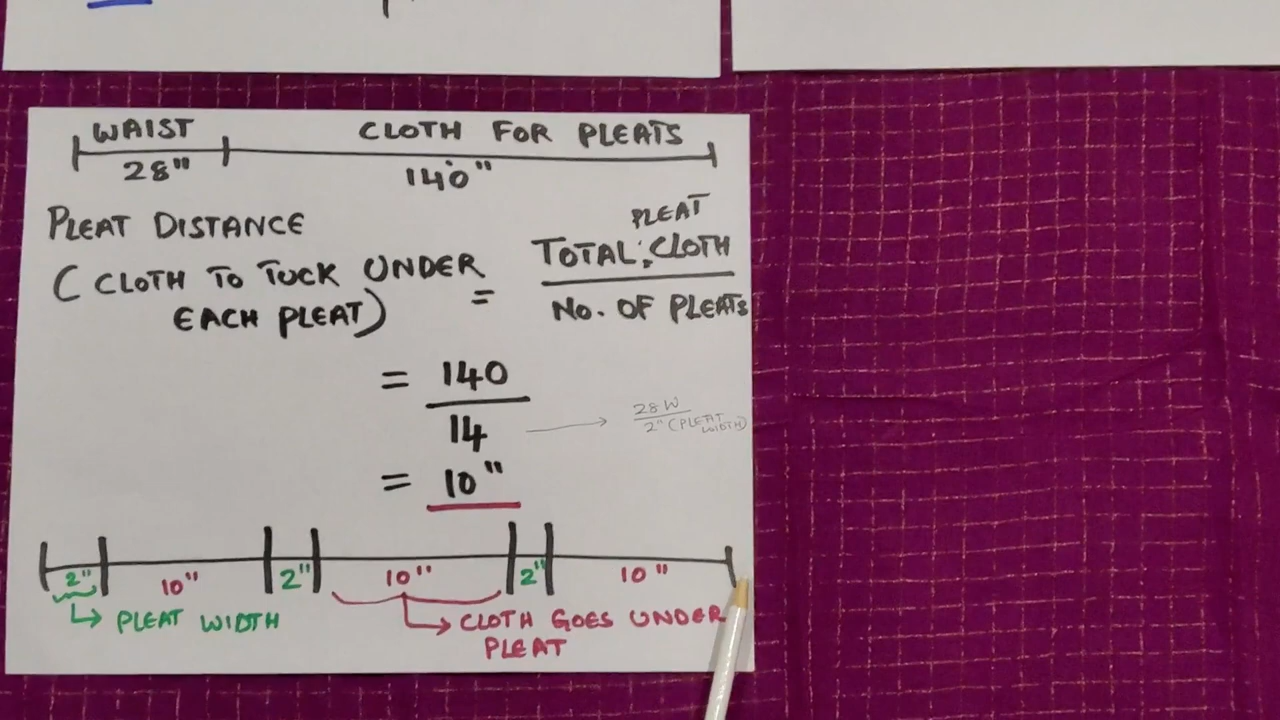 WAIST CLOTH FOR PLEATS
28" 140"
PLEAT DISTANCE
(CLOTH TO TUCK UNDER EACH PLEAT) =
PLEAT
TOTAL CLOTH
NO. OF PLEATS
= 140
14
28 W
2" (PLEAT WIDTH)
= 10"
2" 10" 2" 10" 2" 10"
PLEAT WIDTH
CLOTH GOES UNDER
PLEAT